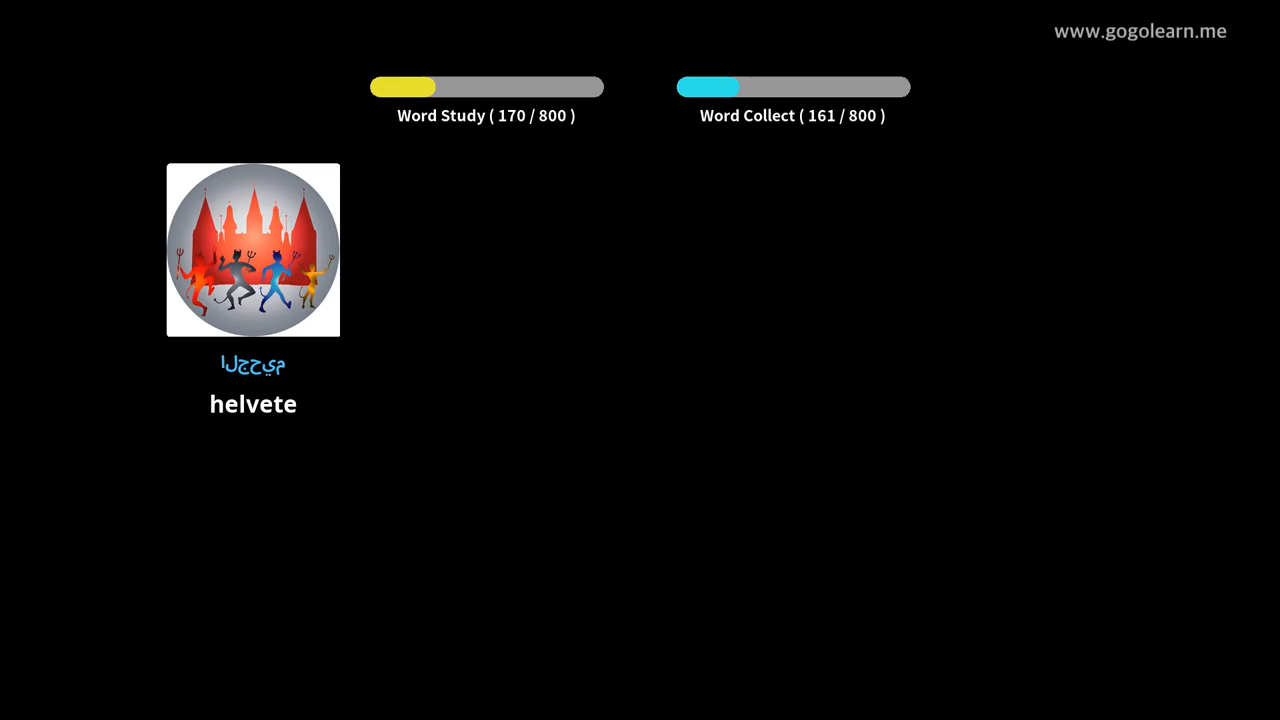 www.gogolearn.me
Word Study ( 170 / 800 )
Word Collect ( 161 / 800 )
الجحيم
helvete